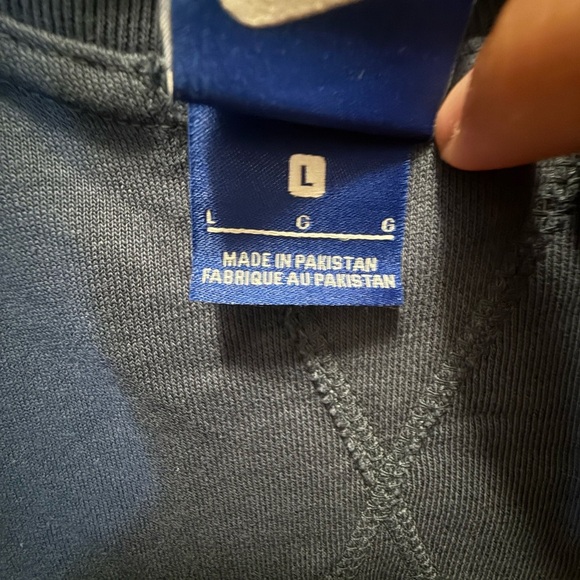 L
L G G
MADE IN PAKISTAN
FABRIQUE AU PAKISTAN